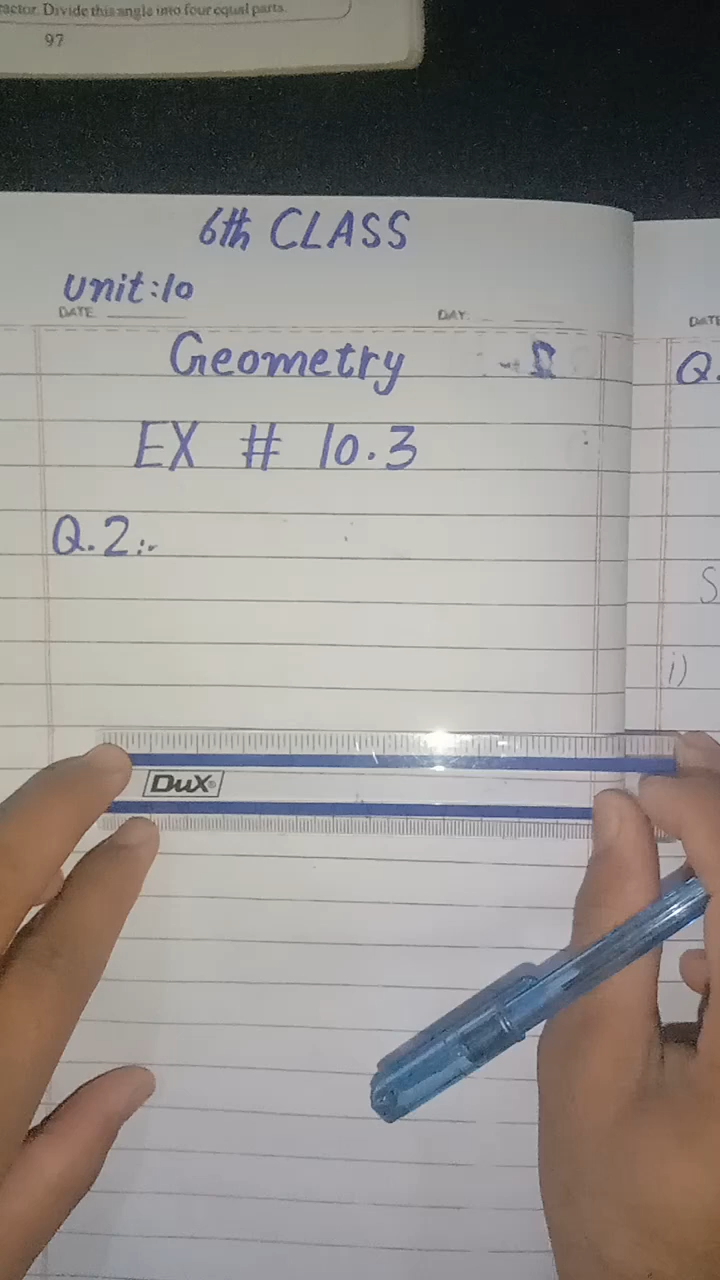 ractor. Divide this angle into four equal parts.
97
6th CLASS
Unit:10
DATE
DAY:
Geometry
EX # 10.3
Q.2:-
DUX
DATE
Q.
S
i)